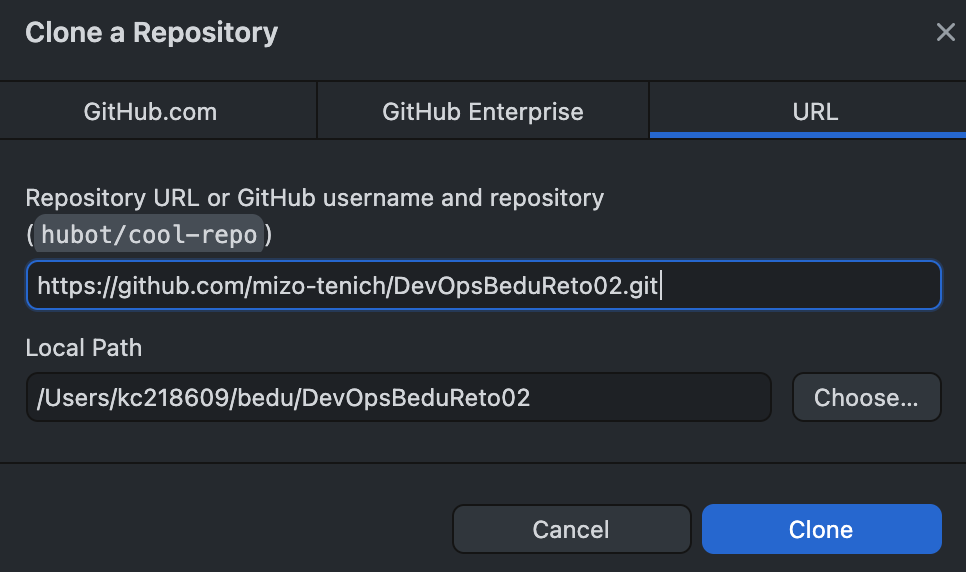 Clone a Repository
GitHub.com
GitHub Enterprise
URL
Repository URL or GitHub username and repository
(hubot/cool-repo)
https://github.com/mizo-tenich/DevOpsBeduReto02.git
Local Path
/Users/kc218609/bedu/DevOpsBeduReto02
Choose...
Cancel
Clone